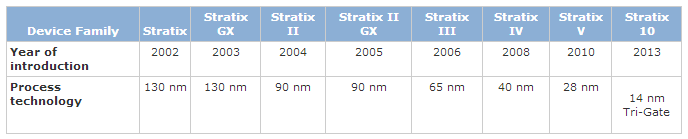 Device Family Stratix Stratix GX Stratix II Stratix II GX Stratix III Stratix IV Stratix V Stratix 10
Year of introduction 2002 2003 2004 2005 2006 2008 2010 2013
Process technology 130 nm 130 nm 90 nm 90 nm 65 nm 40 nm 28 nm 14 nm Tri-Gate